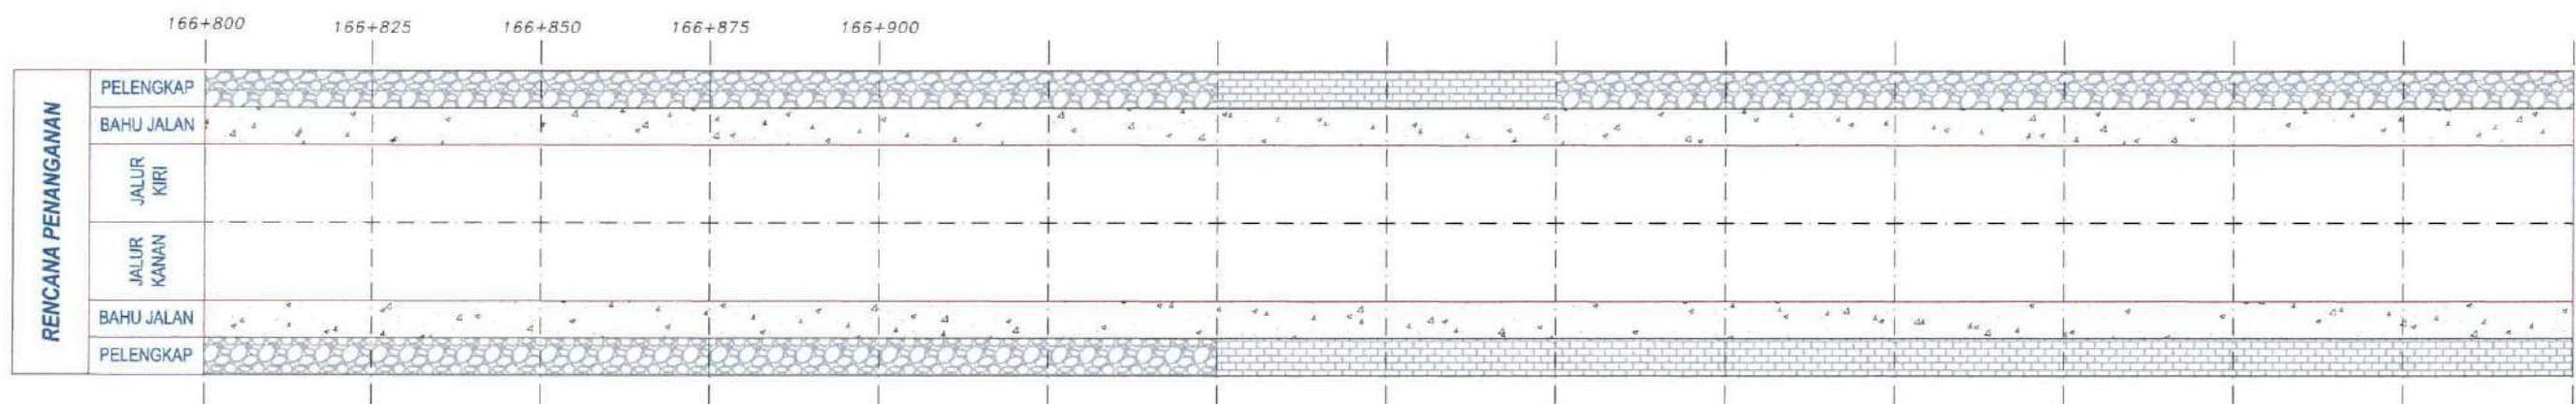 166+800 166+825 166+850 166+875 166+900
RENCANA PENANGANAN
PELENGKAP
BAHU JALAN
JALUR
KIRI
JALUR
KANAN
BAHU JALAN
PELENGKAP